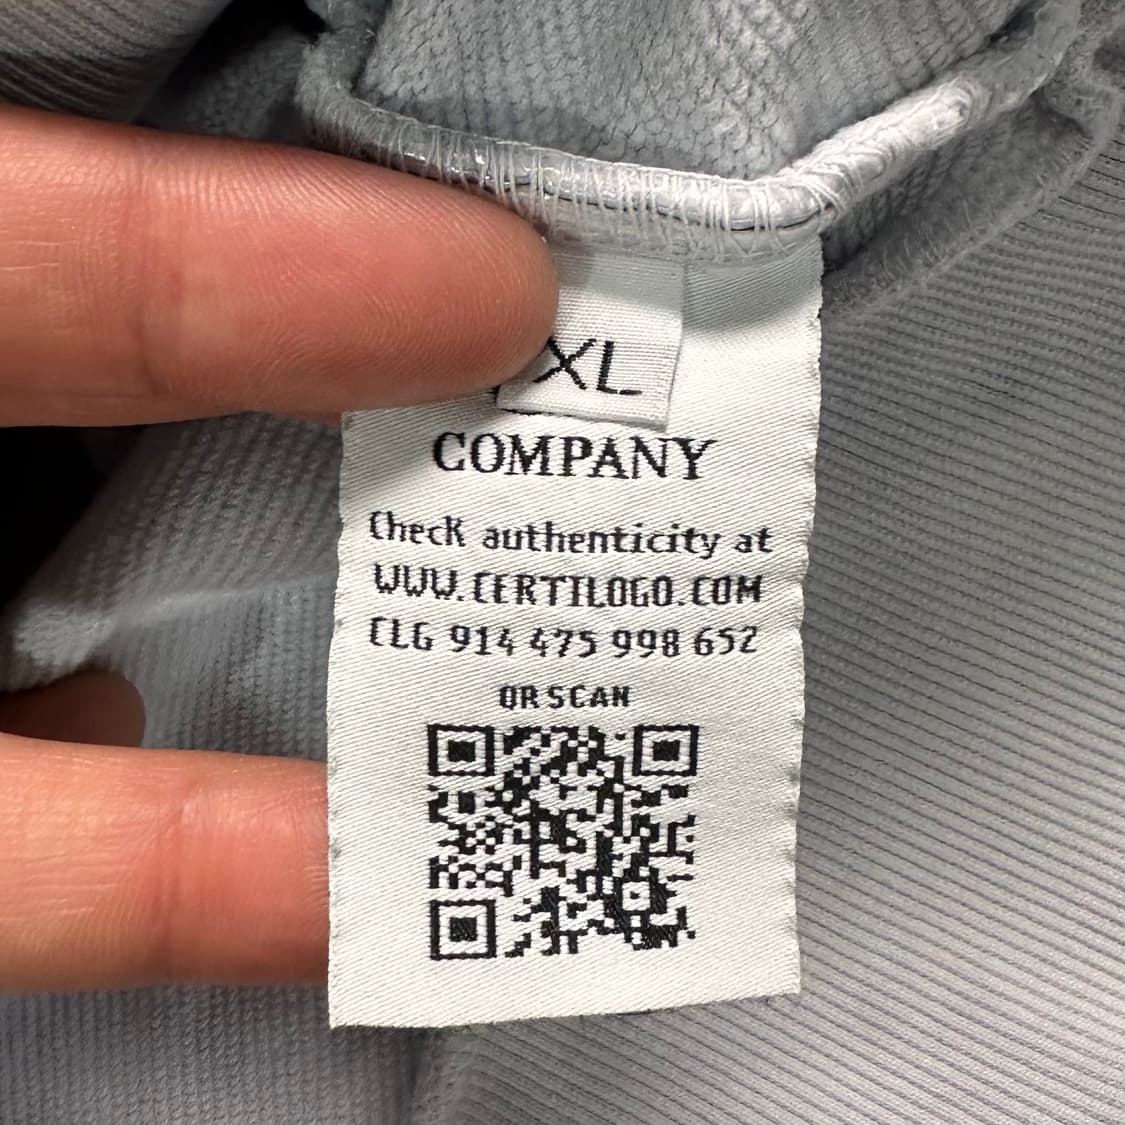 XL
COMPANY
Check authenticity at
WWW.CERTILOGO.COM
CLG 914 475 998 652
OR SCAN